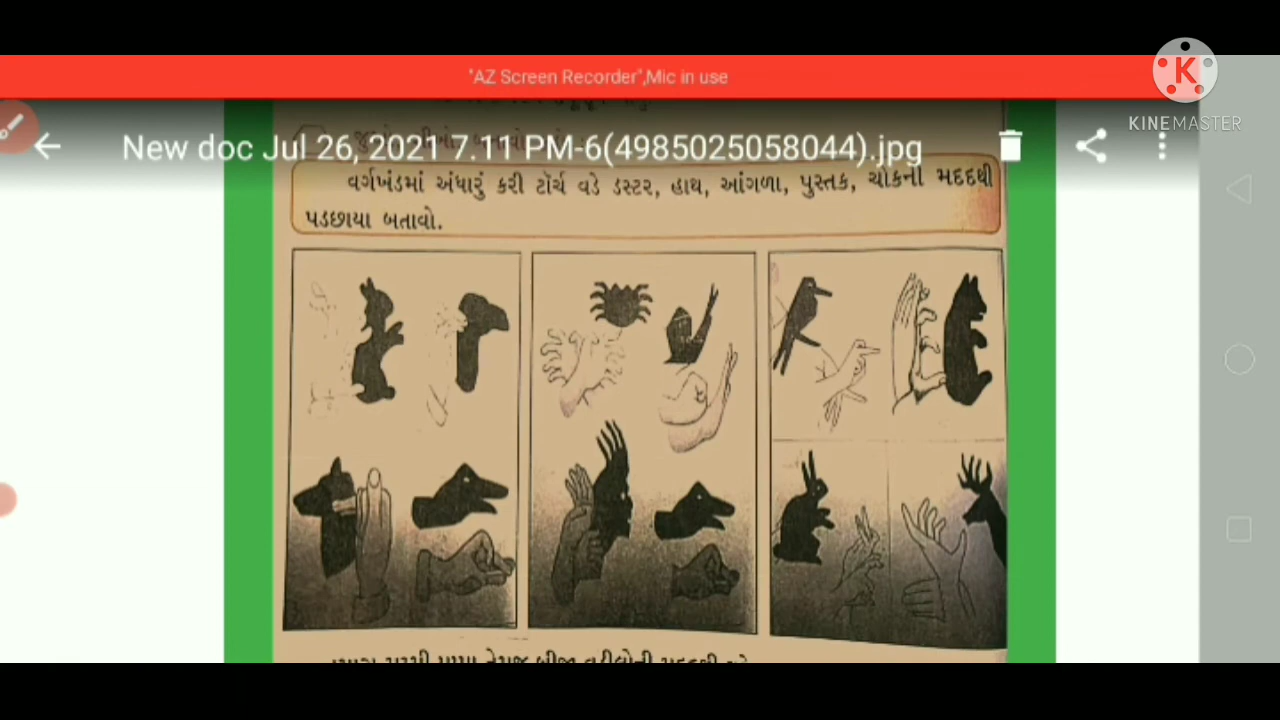 "AZ Screen Recorder",Mic in use
KINEMASTER
New doc Jul 26, 2021 7.11 PM-6(4985025058044).jpg
વર્ગખંડમાં અંધારું કરી ટૉર્ચ વડે ડસ્ટર, હાથ, આંગળા, પુસ્તક, ચોકની મદદથી
પડછાયા બતાવો.